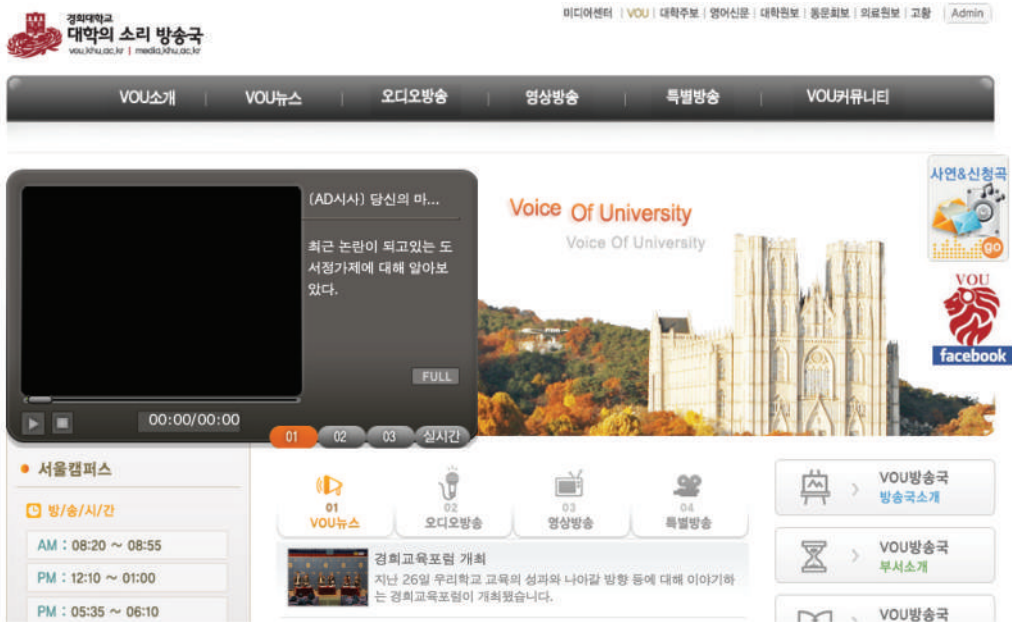 경희대학교
대학의 소리 방송국
vou.khu.ac.kr | media.khu.ac.kr
미디어센터 | VOU | 대학주보 | 영어신문 | 대학원보 | 동문회보 | 의료원보 | 고황 | Admin
VOU소개 | VOU뉴스 | 오디오방송 | 영상방송 | 특별방송 | VOU커뮤니티
(AD시사) 당신의 마...
최근 논란이 되고있는 도
서정가제에 대해 알아보
았다.
FULL
00:00/00:00
01 02 03 실시간
Voice Of University
Voice Of University
사연&신청곡
go
VOU
facebook
서울캠퍼스
방/송/시/간
AM : 08:20 ~ 08:55
PM : 12:10 ~ 01:00
PM : 05:35 ~ 06:10
01
VOU뉴스
02
오디오방송
03
영상방송
04
특별방송
경희교육포럼 개최
지난 26일 우리학교 교육의 성과와 나아갈 방향 등에 대해 이야기하
는 경희교육포럼이 개최됐습니다.
VOU방송국
방송국소개
VOU방송국
부서소개
VOU방송국